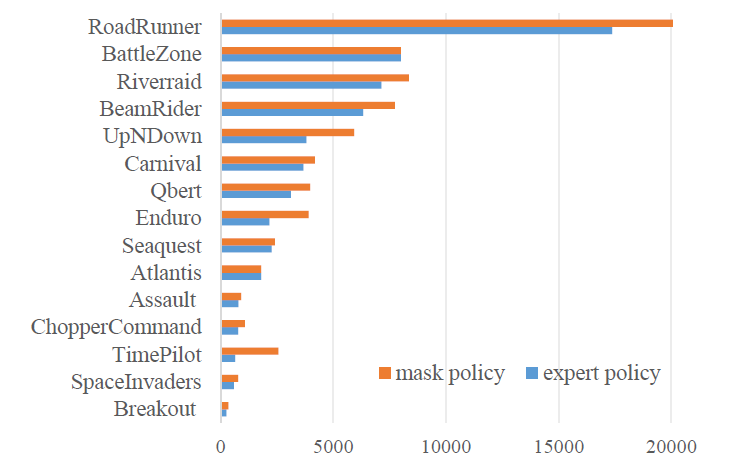 RoadRunner
BattleZone
Riverraid
BeamRider
UpNDown
Carnival
Qbert
Enduro
Seaquest
Atlantis
Assault
ChopperCommand
TimePilot
SpaceInvaders
Breakout
mask policy expert policy
0 5000 10000 15000 20000